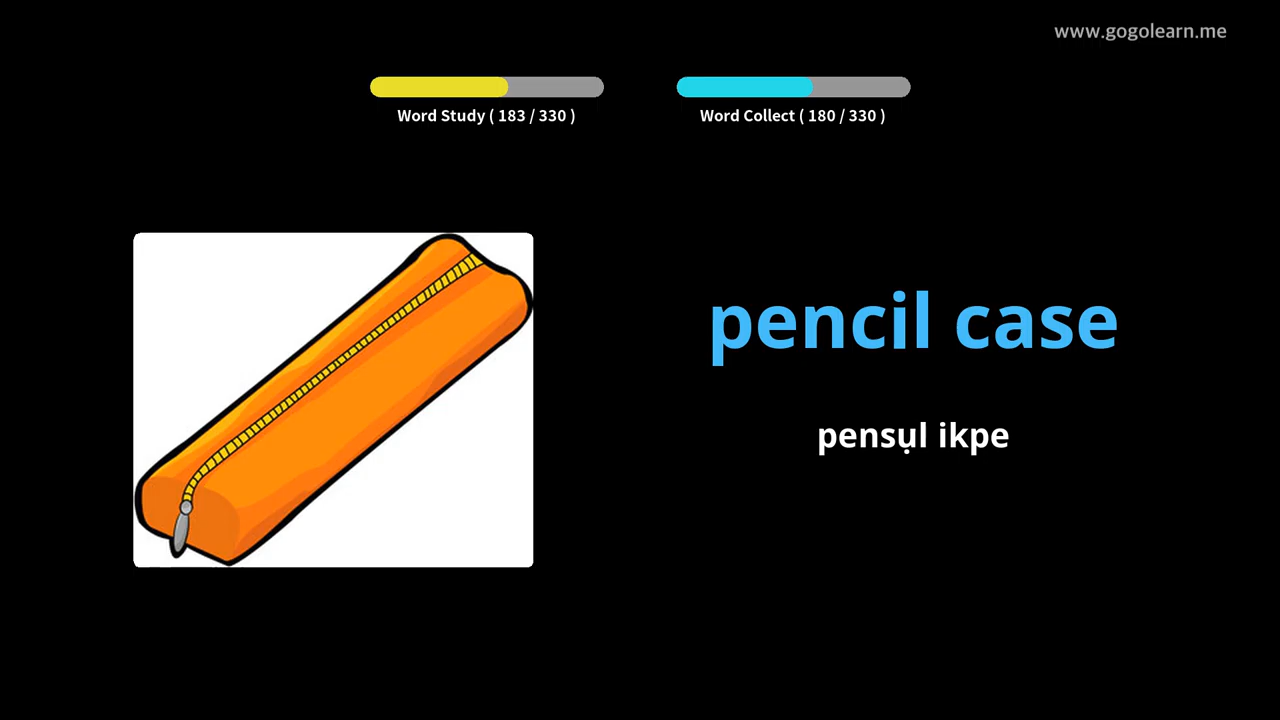 www.gogolearn.me
Word Study ( 183 / 330 )
Word Collect ( 180 / 330 )
pencil case
pensụl ikpe